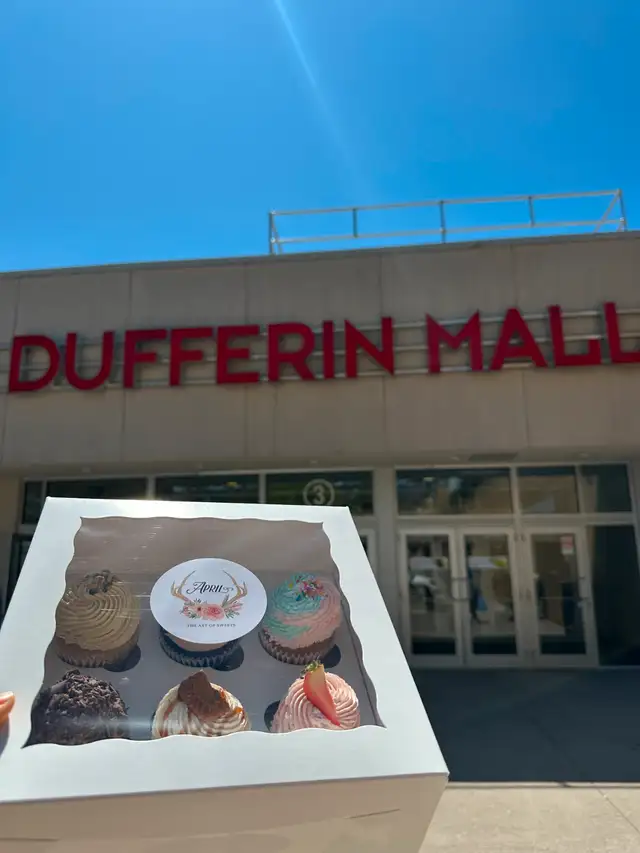 DUFFERIN MALL
3
APRIL
THE ART OF SWEETS